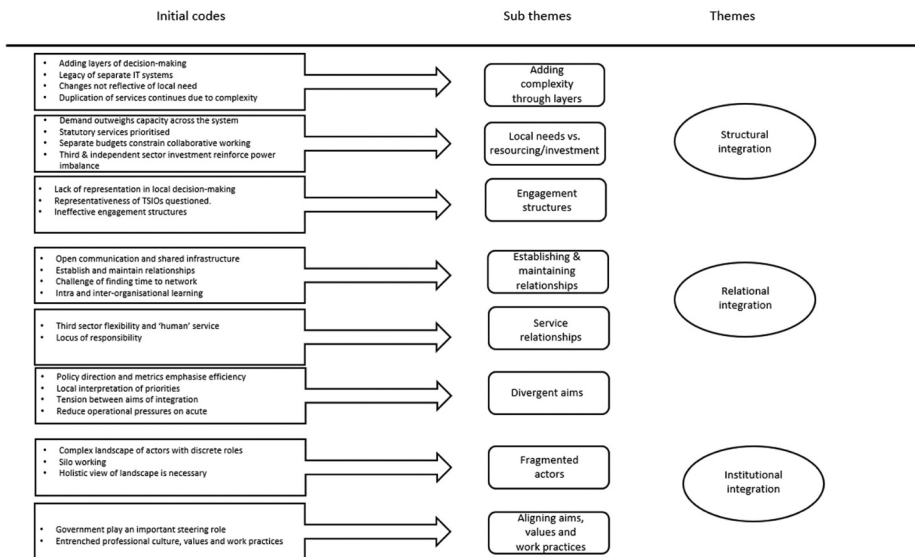 Initial codes
Sub themes
Themes
Adding layers of decision-making
Legacy of separate IT systems
Changes not reflective of local need
Duplication of services continues due to complexity
Adding
complexity
through layers
Demand outweighs capacity across the system
Statutory services prioritised
Separate budgets constrain collaborative working
Third & independent sector investment reinforce power
imbalance
Local needs vs.
resourcing/investment
Structural
integration
Lack of representation in local decision-making
Representativeness of TSIOs questioned.
Ineffective engagement structures
Engagement
structures
Open communication and shared infrastructure
Establish and maintain relationships
Challenge of finding time to network
Intra and inter-organisational learning
Establishing &
maintaining
relationships
Relational
integration
Third sector flexibility and 'human' service
Locus of responsibility
Service
relationships
Policy direction and metrics emphasise efficiency
Local interpretation of priorities
Tension between aims of integration
Reduce operational pressures on acute
Divergent aims
Complex landscape of actors with discrete roles
Silo working
Holistic view of landscape is necessary
Fragmented
actors
Institutional
integration
Government play an important steering role
Entrenched professional culture, values and work practices
Aligning aims,
values and
work practices